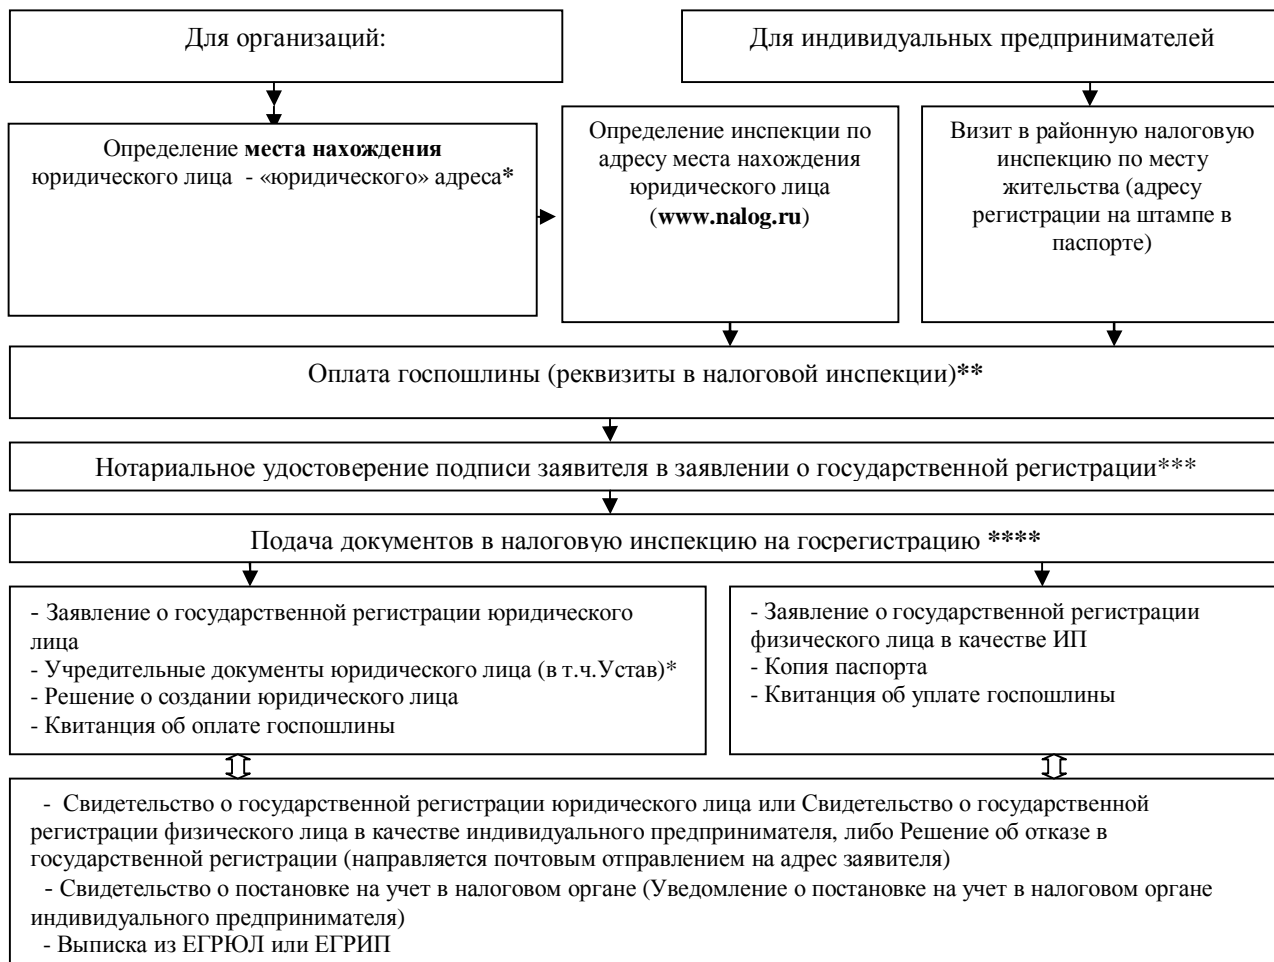 Для организаций:
Для индивидуальных предпринимателей
Определение места нахождения
юридического лица - «юридического» адреса*
Определение инспекции по
адресу места нахождения
юридического лица
(www.nalog.ru)
Визит в районную налоговую
инспекцию по месту
жительства (адресу
регистрации на штампе в
паспорте)
Оплата госпошлины (реквизиты в налоговой инспекции)**
Нотариальное удостоверение подписи заявителя в заявлении о государственной регистрации***
Подача документов в налоговую инспекцию на госрегистрацию ****
- Заявление о государственной регистрации юридического
лица
- Учредительные документы юридического лица (в т.ч.Устав)*
- Решение о создании юридического лица
- Квитанция об оплате госпошлины
- Заявление о государственной регистрации
физического лица в качестве ИП
- Копия паспорта
- Квитанция об уплате госпошлины
- Свидетельство о государственной регистрации юридического лица или Свидетельство о государственной
регистрации физического лица в качестве индивидуального предпринимателя, либо Решение об отказе в
государственной регистрации (направляется почтовым отправлением на адрес заявителя)
- Свидетельство о постановке на учет в налоговом органе (Уведомление о постановке на учет в налоговом органе
индивидуального предпринимателя)
- Выписка из ЕГРЮЛ или ЕГРИП